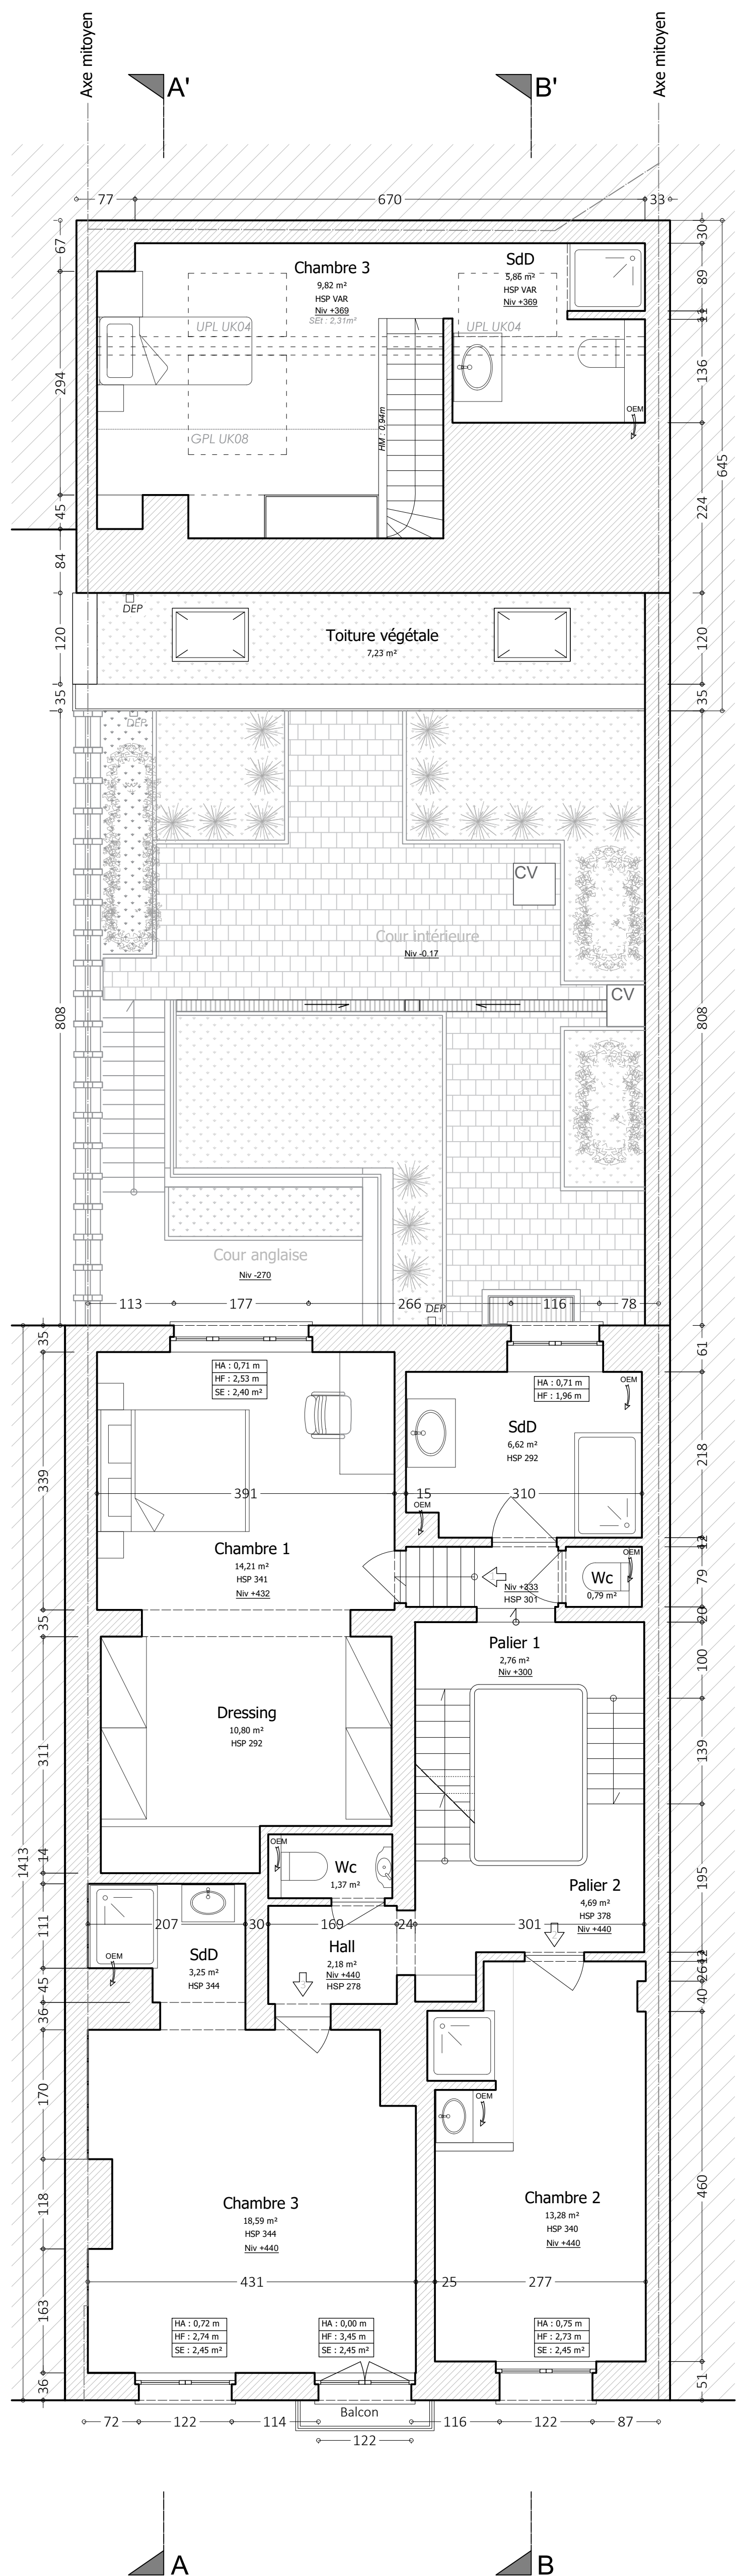 Axe mitoyen
Axe mitoyen
A'
B'
77
670
33
67
30
Chambre 3
9,82 m²
HSP VAR
Niv +369
SEt : 2,31m²
SdD
5,86 m²
HSP VAR
Niv +369
89
11
UPL UK04
UPL UK04
294
136
HM : 0.94m
OEM
GPL UK08
645
45
224
84
DEP
120
Toiture végétale
7,23 m²
120
35
35
DEP
CV
Cour intérieure
Niv -0.17
CV
808
808
Cour anglaise
Niv -270
113
177
266
DEP
116
78
35
61
HA : 0,71 m
HF : 2,53 m
SE : 2,40 m²
HA : 0,71 m
HF : 1,96 m
OEM
SdD
6,62 m²
HSP 292
218
339
391
15
310
OEM
12
Chambre 1
14,21 m²
HSP 341
Niv +432
OEM
Niv +333
HSP 301
Wc
0,79 m²
79
20
35
Palier 1
2,76 m²
Niv +300
100
Dressing
10,80 m²
HSP 292
311
139
1413
14
OEM
Wc
1,37 m²
Palier 2
4,69 m²
HSP 378
Niv +440
195
111
207
30
169
24
301
OEM
SdD
3,25 m²
HSP 344
Hall
2,18 m²
Niv +440
HSP 278
12
26
45
40
36
170
OEM
118
Chambre 3
18,59 m²
HSP 344
Niv +440
Chambre 2
13,28 m²
HSP 340
Niv +440
460
431
25
277
163
HA : 0,72 m
HF : 2,74 m
SE : 2,45 m²
HA : 0,00 m
HF : 3,45 m
SE : 2,45 m²
HA : 0,75 m
HF : 2,73 m
SE : 2,45 m²
36
51
Balcon
72
122
114
116
122
87
122
A
B